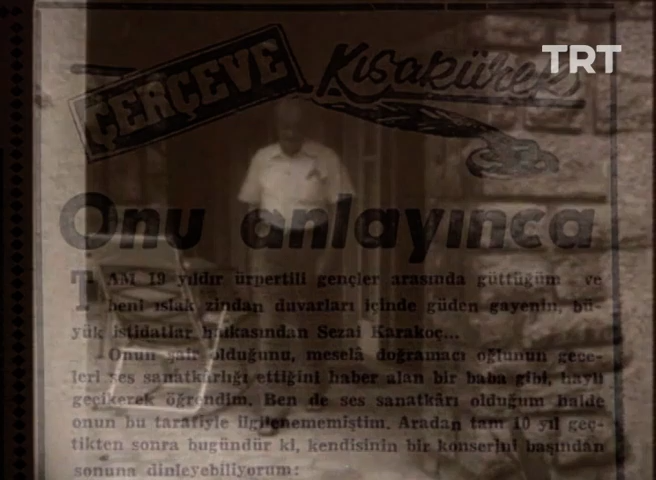 TRT
ÇERÇEVE
Kısakürek
Onu anlayınca
TAM 19 yıldır ürpertili gençler arasında güttüğüm ve
beni ıslak zindan duvarları içinde güden gayenin, bü-
yük istidatlar halkasından Sezai Karakoç...
Onun şair olduğunu, meselâ doğramacı oğlunun gece-
leri ses sanatkârlığı ettiğini haber alan bir baba gibi, hayli
gecikerek öğrendim. Ben de ses sanatkârı olduğum halde
onun bu tarafiyle ilgilenememiştim. Aradan tam 10 yıl geç-
tikten sonra bugündür ki, kendisinin bir konserini başından
sonuna dinleyebiliyorum: